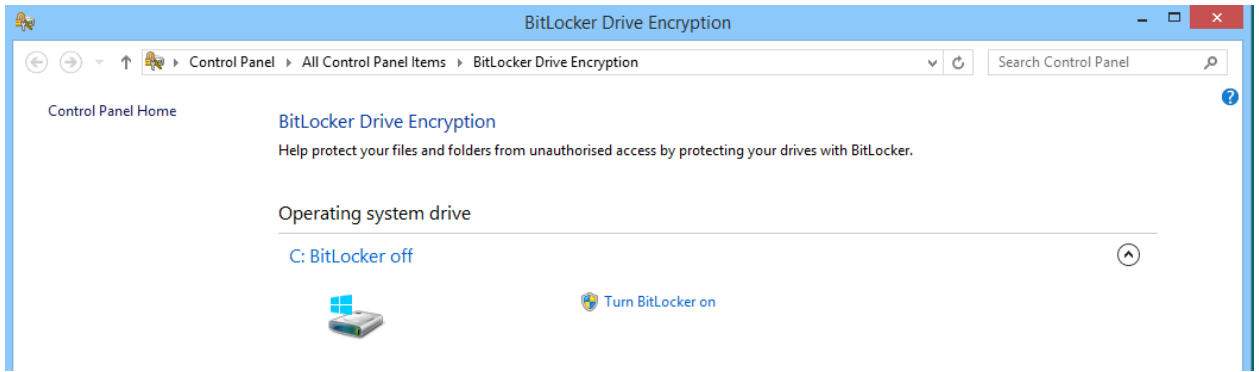 BitLocker Drive Encryption
Control Panel ▸ All Control Panel Items ▸ BitLocker Drive Encryption
Search Control Panel
Control Panel Home
BitLocker Drive Encryption
Help protect your files and folders from unauthorised access by protecting your drives with BitLocker.
Operating system drive
C: BitLocker off
Turn BitLocker on